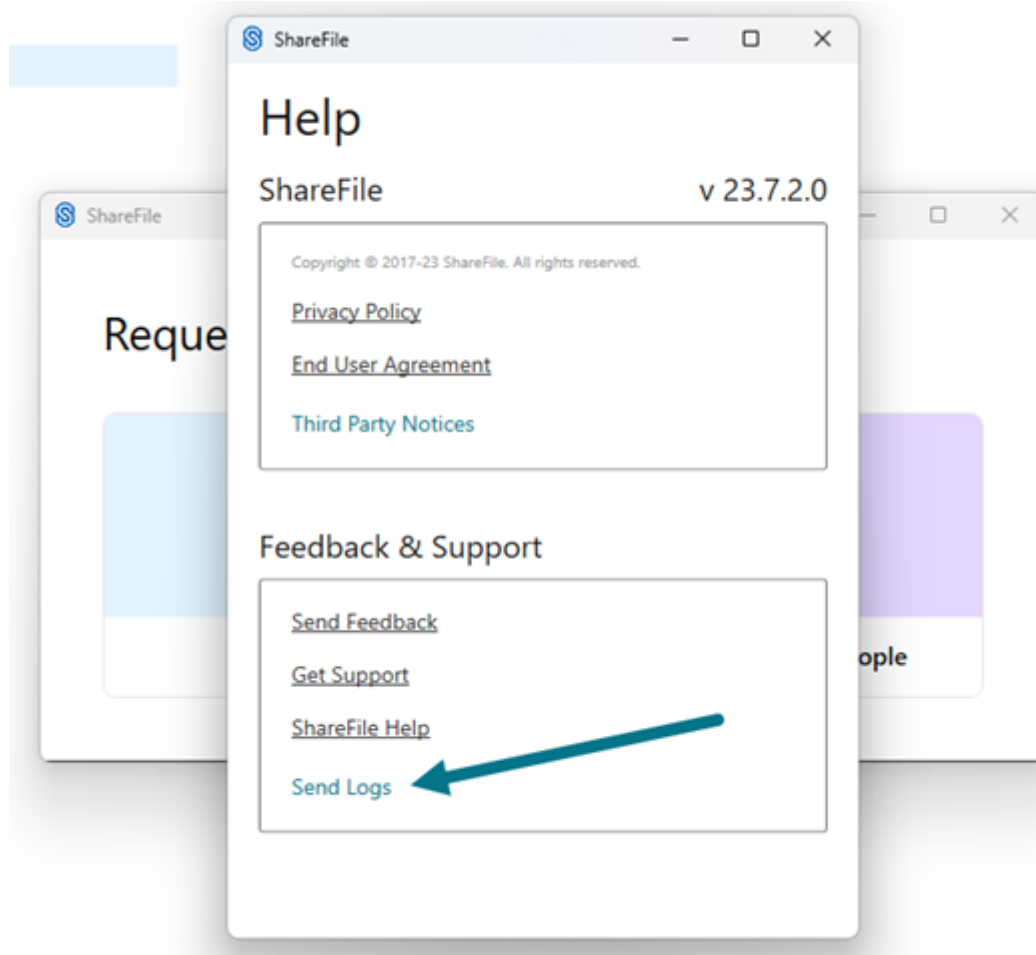 ShareFile
Help
ShareFile v 23.7.2.0
Copyright © 2017-23 ShareFile. All rights reserved.
Privacy Policy
End User Agreement
Third Party Notices
Feedback & Support
Send Feedback
Get Support
ShareFile Help
Send Logs
ShareFile
Reque
ople